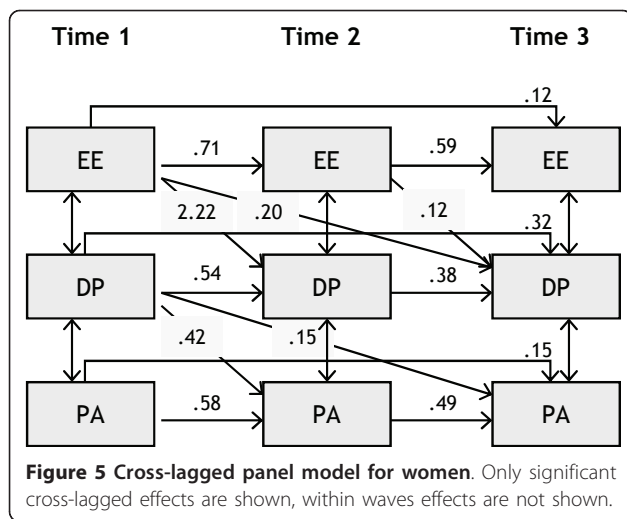 Time 1 Time 2 Time 3
.12
EE .71 EE .59 EE
2.22 .20 .12
.32
DP .54 DP .38 DP
.42 .15
.15
PA .58 PA .49 PA
Figure 5 Cross-lagged panel model for women. Only significant
cross-lagged effects are shown, within waves effects are not shown.